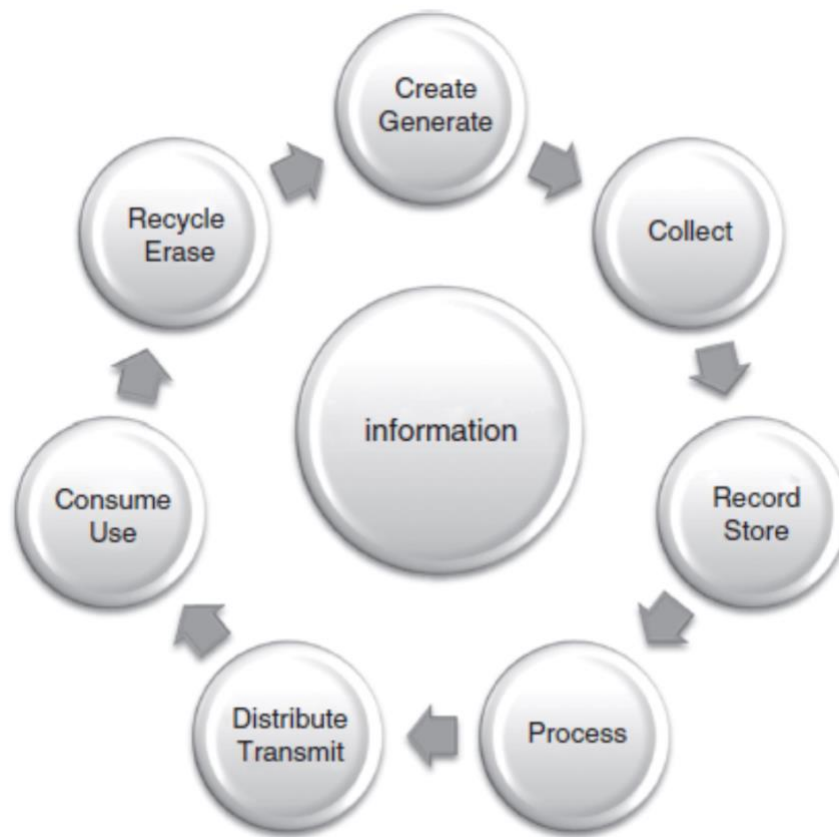 Create
Generate
Collect
Record
Store
Process
Distribute
Transmit
Consume
Use
Recycle
Erase
information